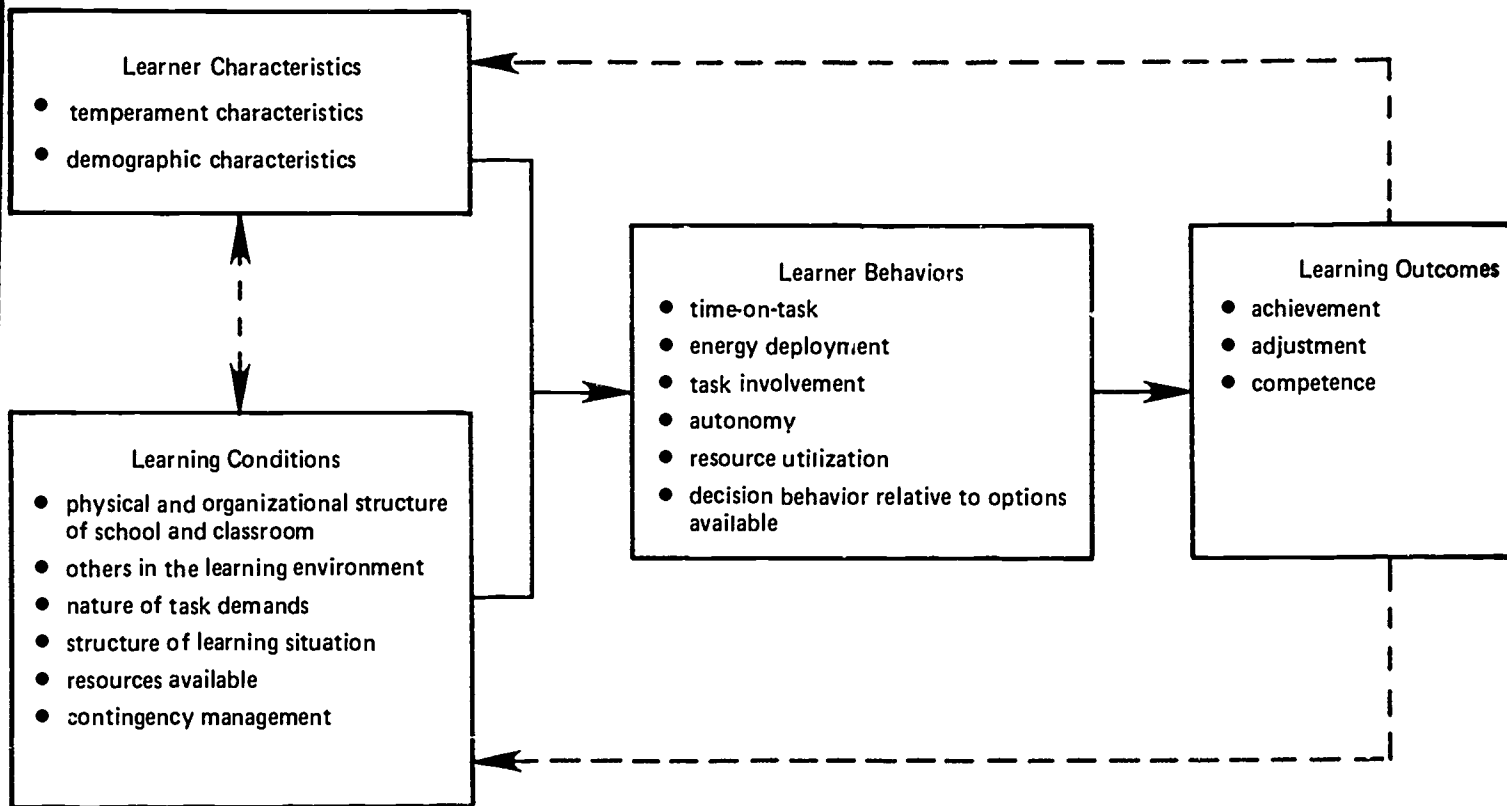 Learner Characteristics
● temperament characteristics
● demographic characteristics
Learning Conditions
● physical and organizational structure
of school and classroom
● others in the learning environment
● nature of task demands
● structure of learning situation
● resources available
● contingency management
Learner Behaviors
● time-on-task
● energy deployment
● task involvement
● autonomy
● resource utilization
● decision behavior relative to options
available
Learning Outcomes
● achievement
● adjustment
● competence